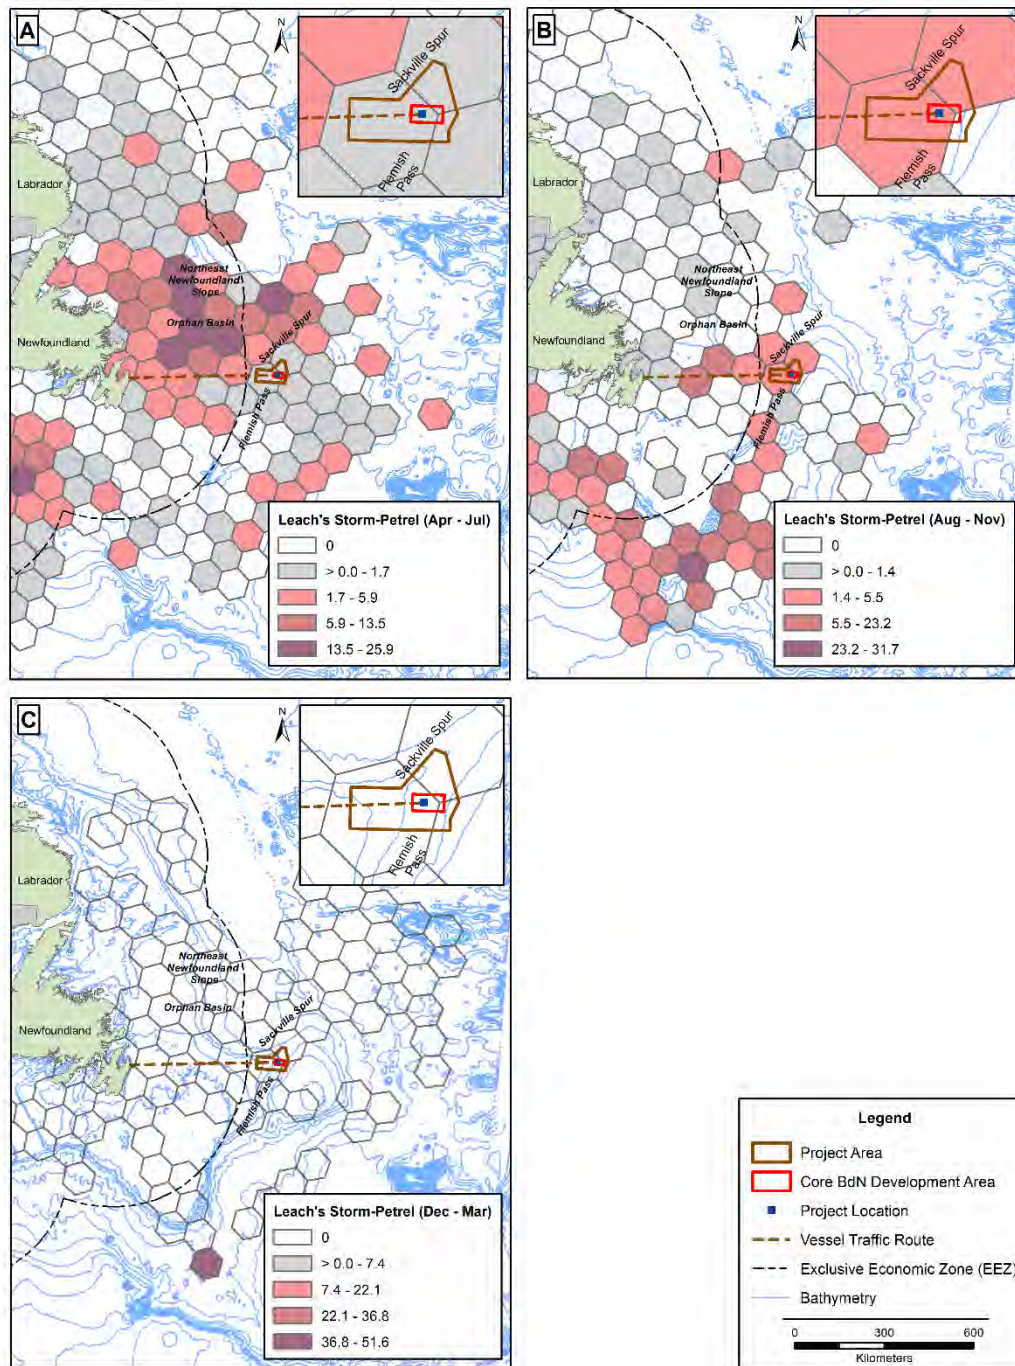 A
N
Sackville Spur
Flemish
Pass
Labrador
Northeast
Newfoundland
Slope
Orphan Basin
Sackville Spur
Newfoundland
Flemish Pass
Leach's Storm-Petrel (Apr - Jul)
0
> 0.0 - 1.7
1.7 - 5.9
5.9 - 13.5
13.5 - 25.9
B
N
Sackville Spur
Flemish
Pass
Labrador
Northeast
Newfoundland
Slope
Orphan Basin
Sackville Spur
Newfoundland
Flemish Pass
Leach's Storm-Petrel (Aug - Nov)
0
> 0.0 - 1.4
1.4 - 5.5
5.5 - 23.2
23.2 - 31.7
C
N
Sackville Spur
Flemish
Pass
Labrador
Northeast
Newfoundland
Slope
Orphan Basin
Sackville Spur
Newfoundland
Flemish Pass
Leach's Storm-Petrel (Dec - Mar)
0
> 0.0 - 7.4
7.4 - 22.1
22.1 - 36.8
36.8 - 51.6
Legend
Project Area
Core BdN Development Area
Project Location
Vessel Traffic Route
Exclusive Economic Zone (EEZ)
Bathymetry
0 300 600
Kilometers